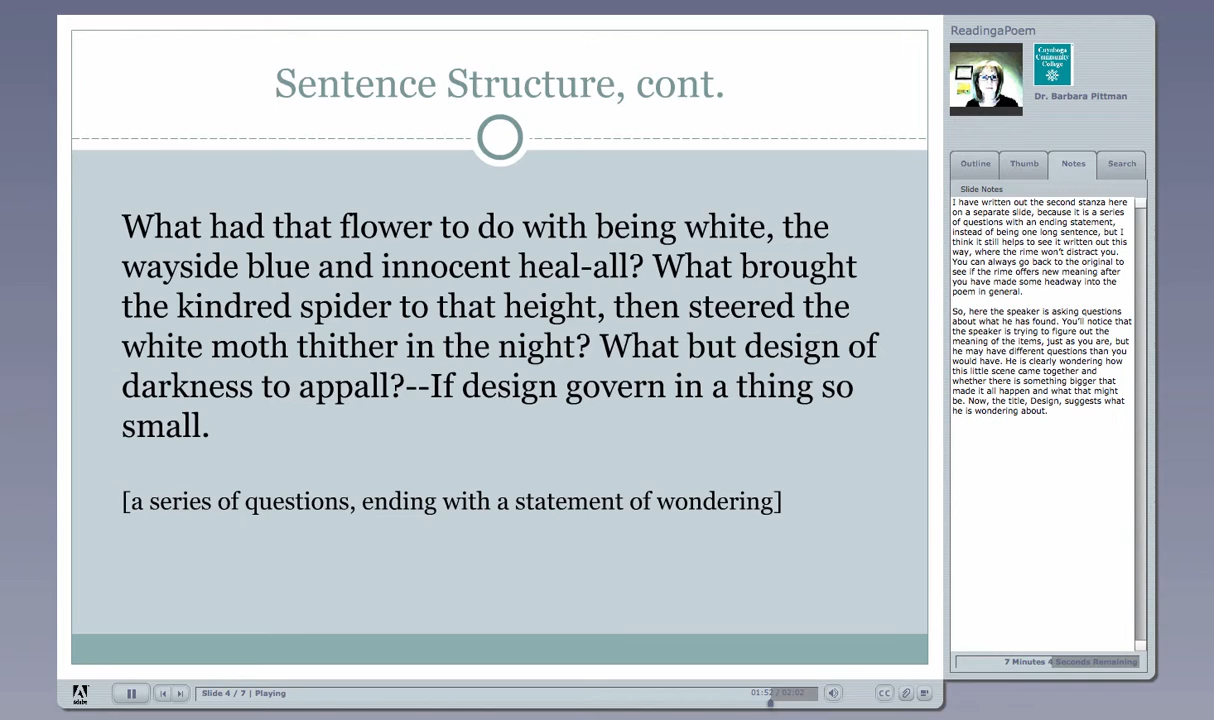 Sentence Structure, cont.
What had that flower to do with being white, the
wayside blue and innocent heal-all? What brought
the kindred spider to that height, then steered the
white moth thither in the night? What but design of
darkness to appall?--If design govern in a thing so
small.
[a series of questions, ending with a statement of wondering]
ReadingaPoem
Cuyahoga
Community
College
Dr. Barbara Pittman
Outline
Thumb
Notes
Search
Slide Notes
I have written out the second stanza here
on a separate slide, because it is a series
of questions with an ending statement,
instead of being one long sentence, but I
think it still helps to see it written out this
way, where the rime won't distract you.
You can always go back to the original to
see if the rime offers new meaning after
you have made some headway into the
poem in general.
So, here the speaker is asking questions
about what he has found. You'll notice that
the speaker is trying to figure out the
meaning of the items, just as you are, but
he may have different questions than you
would have. He is clearly wondering how
this little scene came together and
whether there is something bigger that
made it all happen and what that might
be. Now, the title, Design, suggests what
he is wondering about.
7 Minutes 4 Seconds Remaining
Adobe
Slide 4 / 7 | Playing
01:52 / 02:02
CC